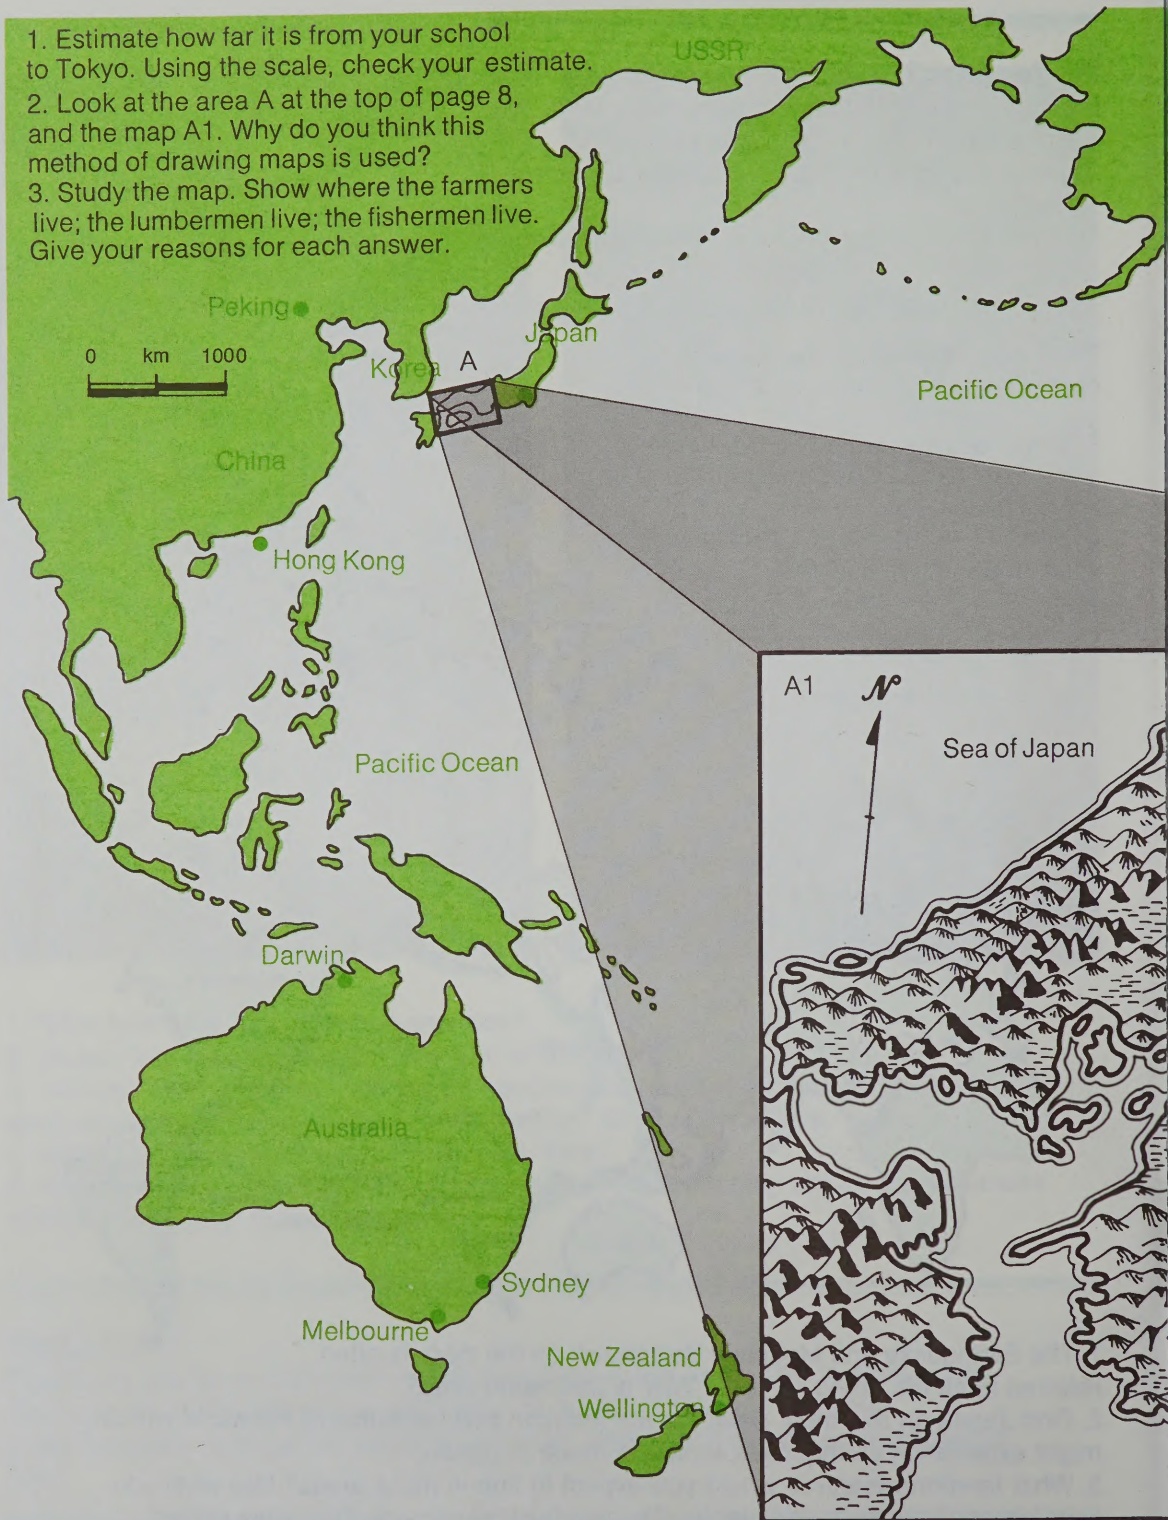 1. Estimate how far it is from your school
to Tokyo. Using the scale, check your estimate.
2. Look at the area A at the top of page 8,
and the map A1. Why do you think this
method of drawing maps is used?
3. Study the map. Show where the farmers
live; the lumbermen live; the fishermen live.
Give your reasons for each answer.
USSR
Peking
Japan
0 km 1000
Korea
A
Pacific Ocean
China
Hong Kong
A1
N
Sea of Japan
Pacific Ocean
Darwin
Australia
Sydney
Melbourne
New Zealand
Wellington